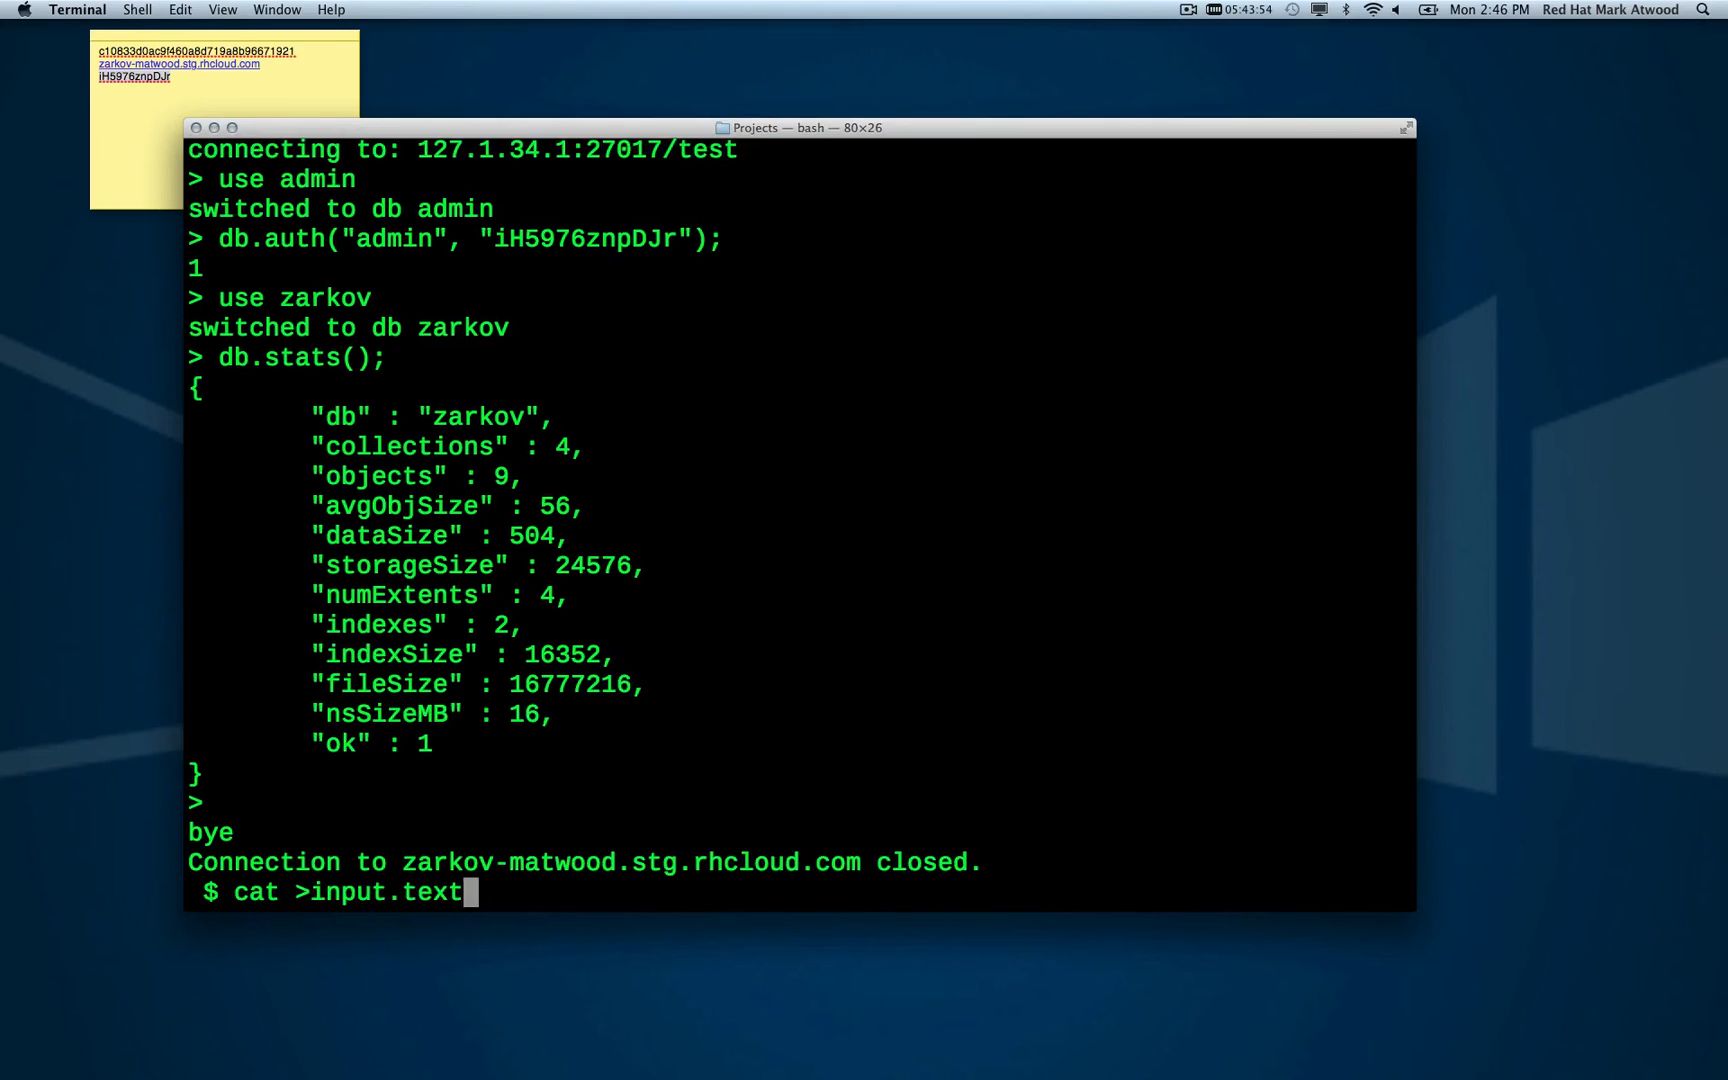 Terminal Shell Edit View Window Help 05:43:54 Mon 2:46 PM Red Hat Mark Atwood
c10833d0ac9f460a8d719a8b96671921
zarkov-matwood.stg.rhcloud.com
iH5976znpDJr
Projects — bash — 80×26
connecting to: 127.1.34.1:27017/test
> use admin
switched to db admin
> db.auth("admin", "iH5976znpDJr");
1
> use zarkov
switched to db zarkov
> db.stats();
{
"db" : "zarkov",
"collections" : 4,
"objects" : 9,
"avgObjSize" : 56,
"dataSize" : 504,
"storageSize" : 24576,
"numExtents" : 4,
"indexes" : 2,
"indexSize" : 16352,
"fileSize" : 16777216,
"nsSizeMB" : 16,
"ok" : 1
}
>
bye
Connection to zarkov-matwood.stg.rhcloud.com closed.
$ cat >input.text